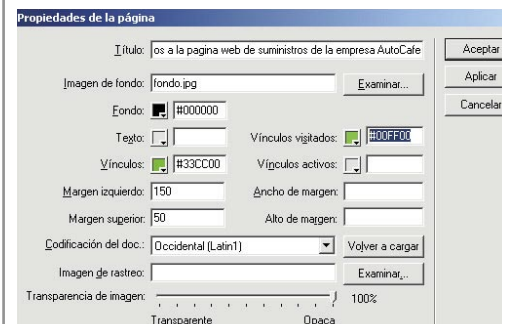 Propiedades de la página
Título: os a la pagina web de suministros de la empresa AutoCafe Aceptar
Imagen de fondo: fondo.jpg Examinar... Aplicar
Fondo: #000000 Cancelar
Texto: Vínculos visitados: #00FF00
Vínculos: #33CC00 Vínculos activos:
Margen izquierdo: 150 Ancho de margen:
Margen superior: 50 Alto de margen:
Codificación del doc.: Occidental (Latin1) Volver a cargar
Imagen de rastreo: Examinar...
Transparencia de imagen: 100%
Transparente Opaca